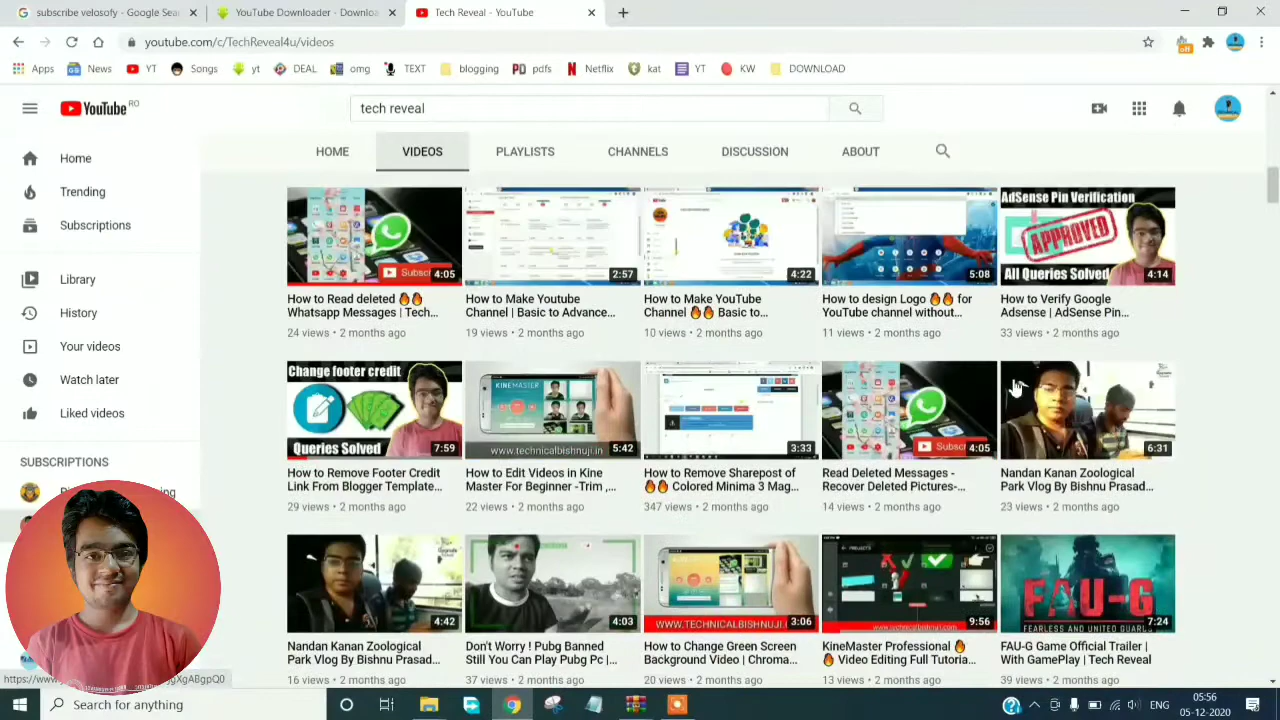 subscribe velosofy - Google Sea
YouTube Downloader - Downloa
Tech Reveal - YouTube
youtube.com/c/TechReveal4u/videos
off
Apps News YT Songs yt DEAL omg TEXT blogging pdfs Netflix kat YT KW DOWNLOAD
YouTube RO
tech reveal
HOME VIDEOS PLAYLISTS CHANNELS DISCUSSION ABOUT
Home
Trending
Subscriptions
Library
History
Your videos
Watch later
Liked videos
SUBSCRIPTIONS
Subscr 4:05
2:57
4:22
5:08
AdSense Pin Verification
APPROVED
All Queries Solved 4:14
How to Read deleted 🔥🔥
Whatsapp Messages | Tech...
24 views • 2 months ago
How to Make Youtube
Channel | Basic to Advance...
19 views • 2 months ago
How to Make YouTube
Channel 🔥🔥 Basic to...
10 views • 2 months ago
How to design Logo 🔥🔥 for
YouTube channel without...
11 views • 2 months ago
How to Verify Google
Adsense | AdSense Pin...
33 views • 2 months ago
Change footer credit
Queries Solved 7:59
KINEMASTER
www.technicalbishnuji.in 5:42
3:33
Subscr 4:05
6:31
How to Remove Footer Credit
Link From Blogger Template...
29 views • 2 months ago
How to Edit Videos in Kine
Master For Beginner -Trim ,...
22 views • 2 months ago
How to Remove Sharepost of
🔥🔥 Colored Minima 3 Mag...
347 views • 2 months ago
Read Deleted Messages -
Recover Deleted Pictures-...
14 views • 2 months ago
Nandan Kanan Zoological
Park Vlog By Bishnu Prasad...
23 views • 2 months ago
4:42
4:03
WWW.TECHNICALBISHNUJI. 3:06
PROJECTS
www.technicalbishnuji.com 9:56
FAU-G
FEARLESS AND UNITED GUAR 7:24
Nandan Kanan Zoological
Park Vlog By Bishnu Prasad...
16 views • 2 months ago
Don't Worry ! Pubg Banned
Still You Can Play Pubg Pc |...
37 views • 2 months ago
How to Change Green Screen
Background Video | Chroma...
20 views • 2 months ago
KineMaster Professional 🔥
🔥 Video Editing Full Tutoria...
13 views • 2 months ago
FAU-G Game Official Trailer |
With GamePlay | Tech Reveal
39 views • 2 months ago
https://www.
gXgABgpQ0
Search for anything
ENG
05:56
05-12-2020